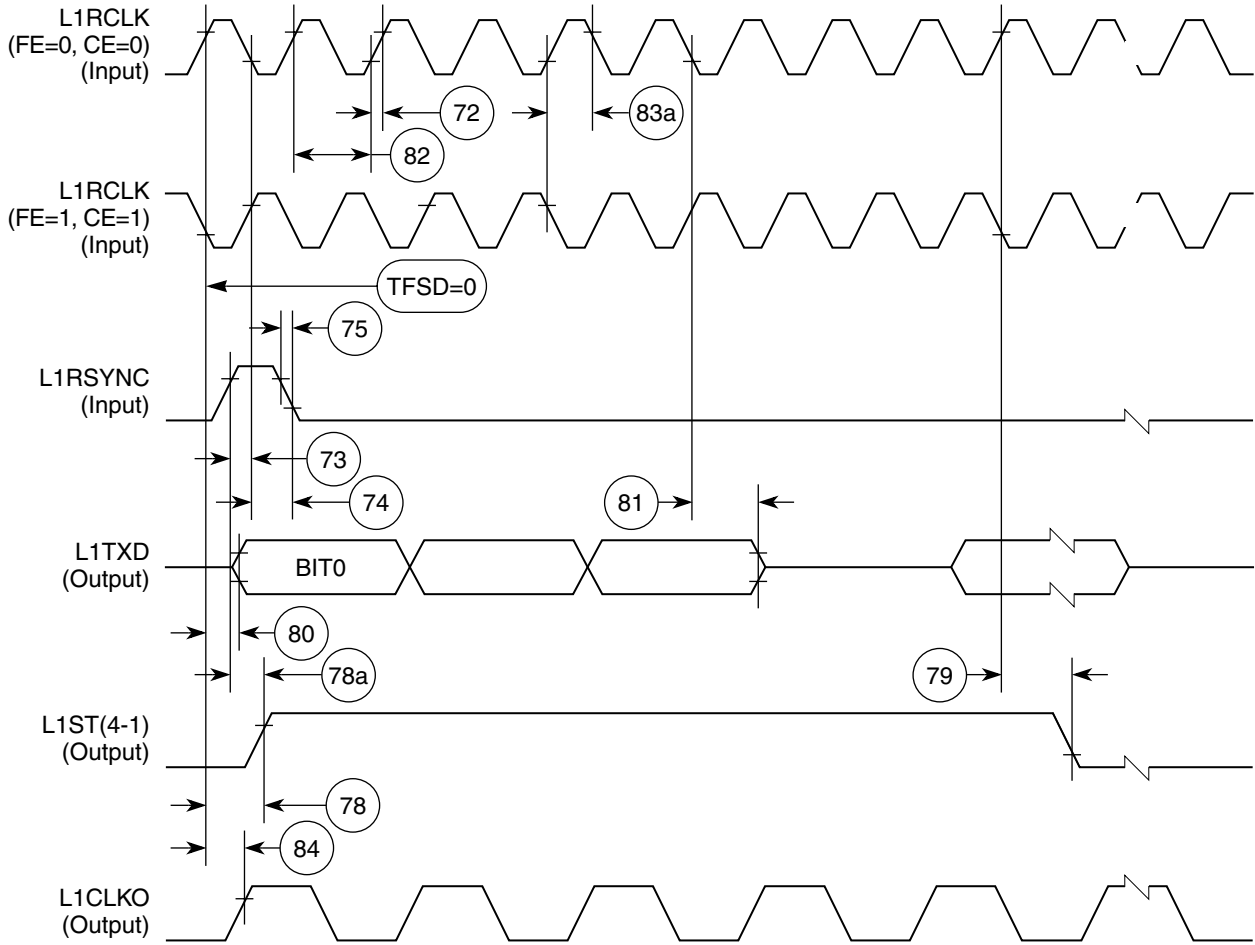 L1RCLK
(FE=0, CE=0)
(Input)
72
83a
82
L1RCLK
(FE=1, CE=1)
(Input)
TFSD=0
75
L1RSYNC
(Input)
73
74
81
L1TXD
(Output)
BIT0
80
78a
79
L1ST(4-1)
(Output)
78
84
L1CLKO
(Output)